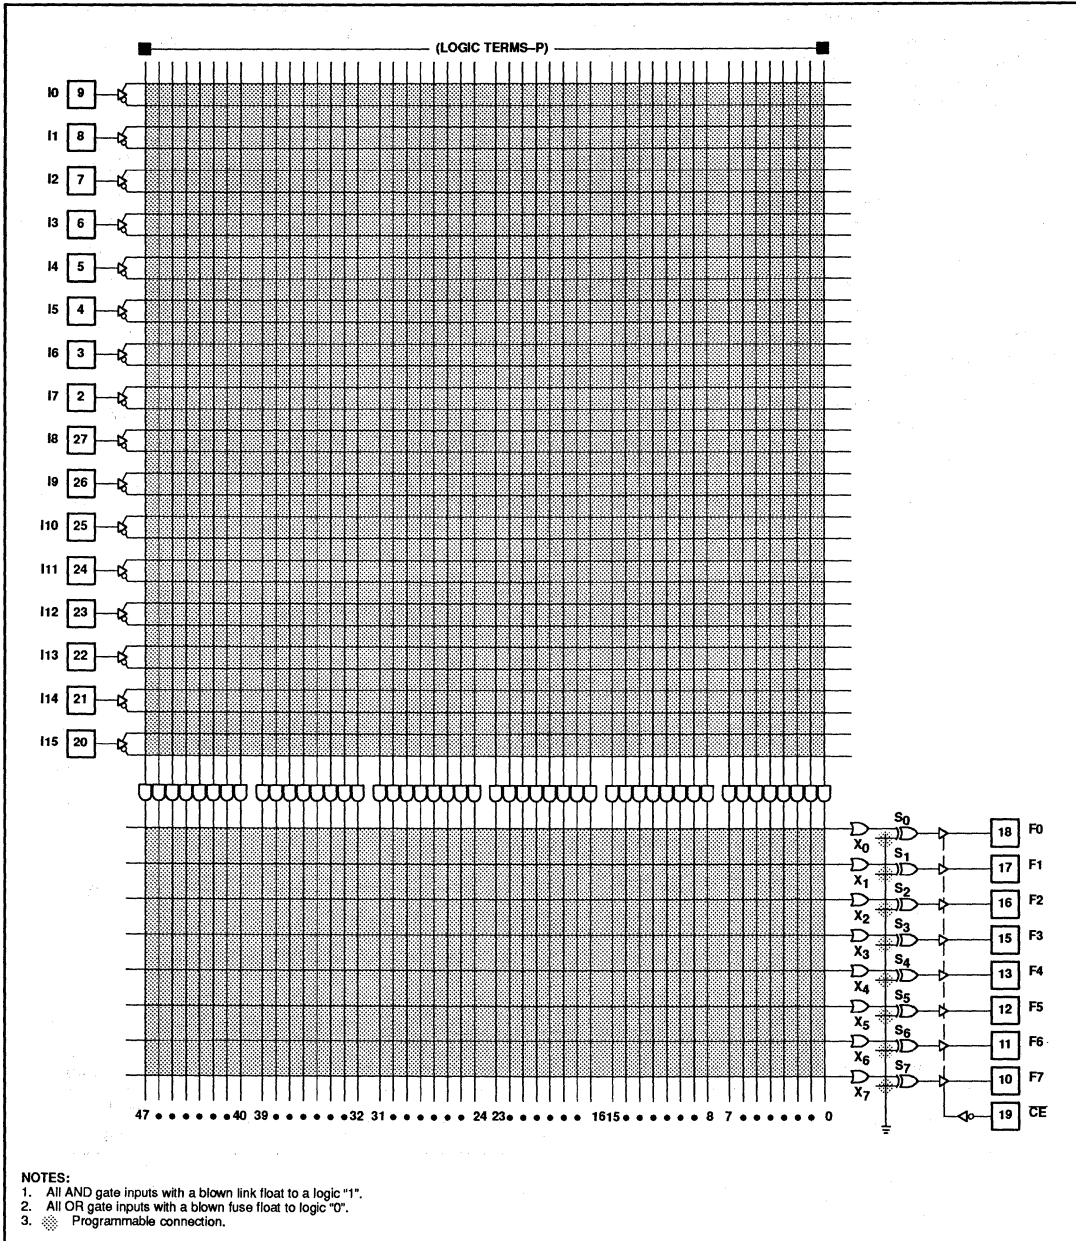 (LOGIC TERMS–P)
I0 9
I1 8
I2 7
I3 6
I4 5
I5 4
I6 3
I7 2
I8 27
I9 26
I10 25
I11 24
I12 23
I13 22
I14 21
I15 20
S0
X0
18 F0
S1
X1
17 F1
S2
X2
16 F2
S3
X3
15 F3
S4
X4
13 F4
S5
X5
12 F5
S6
X6
11 F6
S7
X7
10 F7
19 C̅E̅
47 40 39 32 31 24 23 16 15 8 7 0
NOTES:
1. All AND gate inputs with a blown link float to a logic "1".
2. All OR gate inputs with a blown fuse float to logic "0".
3. Programmable connection.